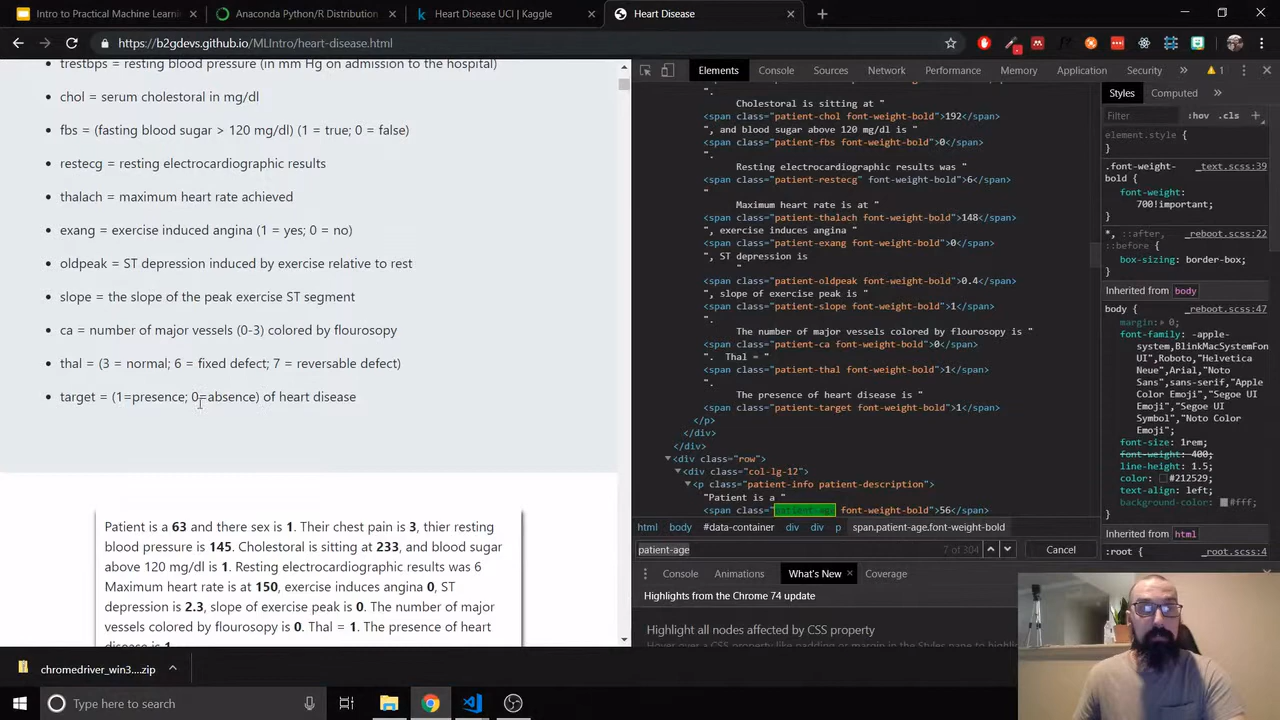 Intro to Practical Machine Learni
Anaconda Python/R Distribution
Heart Disease UCI | Kaggle
Heart Disease
https://b2gdevs.github.io/MLIntro/heart-disease.html
trestbps = resting blood pressure (in mm Hg on admission to the hospital)
chol = serum cholestoral in mg/dl
fbs = (fasting blood sugar > 120 mg/dl) (1 = true; 0 = false)
restecg = resting electrocardiographic results
thalach = maximum heart rate achieved
exang = exercise induced angina (1 = yes; 0 = no)
oldpeak = ST depression induced by exercise relative to rest
slope = the slope of the peak exercise ST segment
ca = number of major vessels (0-3) colored by flourosopy
thal = (3 = normal; 6 = fixed defect; 7 = reversable defect)
target = (1=presence; 0=absence) of heart disease
Patient is a 63 and there sex is 1. Their chest pain is 3, thier resting
blood pressure is 145. Cholestoral is sitting at 233, and blood sugar
above 120 mg/dl is 1. Resting electrocardiographic results was 6
Maximum heart rate is at 150, exercise induces angina 0, ST
depression is 2.3, slope of exercise peak is 0. The number of major
vessels colored by flourosopy is 0. Thal = 1. The presence of heart
disease is 1
Elements Console Sources Network Performance Memory Application Security » 1
".
Cholestoral is sitting at "
<span class="patient-chol font-weight-bold">192</span>
", and blood sugar above 120 mg/dl is "
<span class="patient-fbs font-weight-bold">0</span>
".
Resting electrocardiographic results was "
<span class="patient-restecg" font-weight-bold">6</span>
"
Maximum heart rate is at "
<span class="patient-thalach font-weight-bold">148</span>
", exercise induces angina "
<span class="patient-exang font-weight-bold">0</span>
", ST depression is
"
<span class="patient-oldpeak font-weight-bold">0.4</span>
", slope of exercise peak is "
<span class="patient-slope font-weight-bold">1</span>
".
The number of major vessels colored by flourosopy is "
<span class="patient-ca font-weight-bold">0</span>
". Thal = "
<span class="patient-thal font-weight-bold">1</span>
".
The presence of heart disease is "
<span class="patient-target font-weight-bold">1</span>
</p>
</div>
</div>
<div class="row">
<div class="col-lg-12">
<p class="patient-info patient-description">
"Patient is a "
<span class="patient-age font-weight-bold">56</span>
html body #data-container div div p span.patient-age.font-weight-bold
patient-age 7 of 304 Cancel
Console Animations What's New × Coverage
Highlights from the Chrome 74 update
Highlight all nodes affected by CSS property
Styles Computed »
Filter :hov .cls +
element.style {
}
.font-weight- _text.scss:39
bold {
font-weight:
700!important;
}
*, ::after, _reboot.scss:22
::before {
box-sizing: border-box;
}
Inherited from body
body { _reboot.scss:47
margin: 0;
font-family: -apple-
system,BlinkMacSystemFon
UI",Roboto,"Helvetica
Neue",Arial,"Noto
Sans",sans-serif,"Apple
Color Emoji","Segoe UI
Emoji","Segoe UI
Symbol","Noto Color
Emoji";
font-size: 1rem;
font-weight: 400;
line-height: 1.5;
color: #212529;
text-align: left;
background-color: #fff;
}
Inherited from html
:root { _root.scss:4
chromedriver_win3....zip
Type here to search